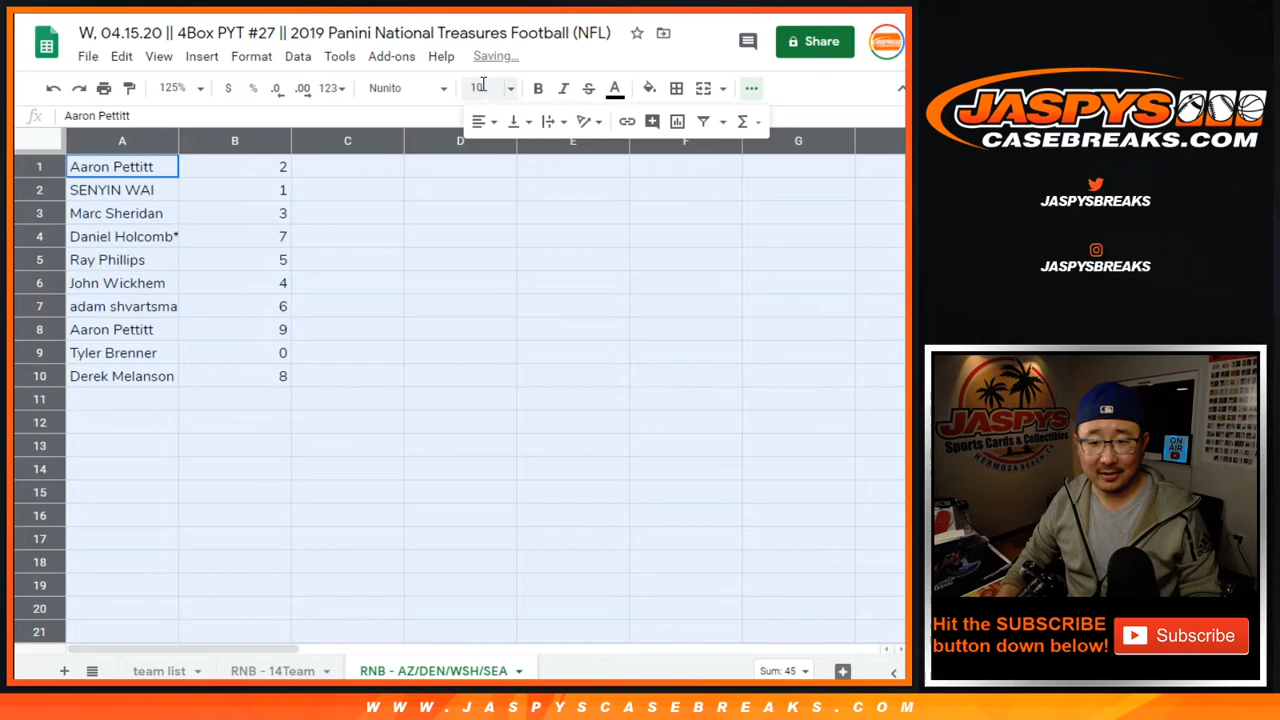 W, 04.15.20 || 4Box PYT #27 || 2019 Panini National Treasures Football (NFL)
File Edit View Insert Format Data Tools Add-ons Help Saving...
Share
125% $ % .0 .00 123 Nunito 10 B I S A
fx Aaron Pettitt
A B C D E F G
1 Aaron Pettitt 2
2 SENYIN WAI 1
3 Marc Sheridan 3
4 Daniel Holcomb* 7
5 Ray Phillips 5
6 John Wickhem 4
7 adam shvartsma 6
8 Aaron Pettitt 9
9 Tyler Brenner 0
10 Derek Melanson 8
11
12
13
14
15
16
17
18
19
20
21
team list RNB - 14Team RNB - AZ/DEN/WSH/SEA Sum: 45
JASPYS
CASEBREAKS.COM
JASPYSBREAKS
JASPYSBREAKS
JASPYS
Sports Cards & Collectibles
HERMOSA BEACH, CA
ON
AIR
Hit the SUBSCRIBE
button down below!
Subscribe
WWW.JASPYSCASEBREAKS.COM